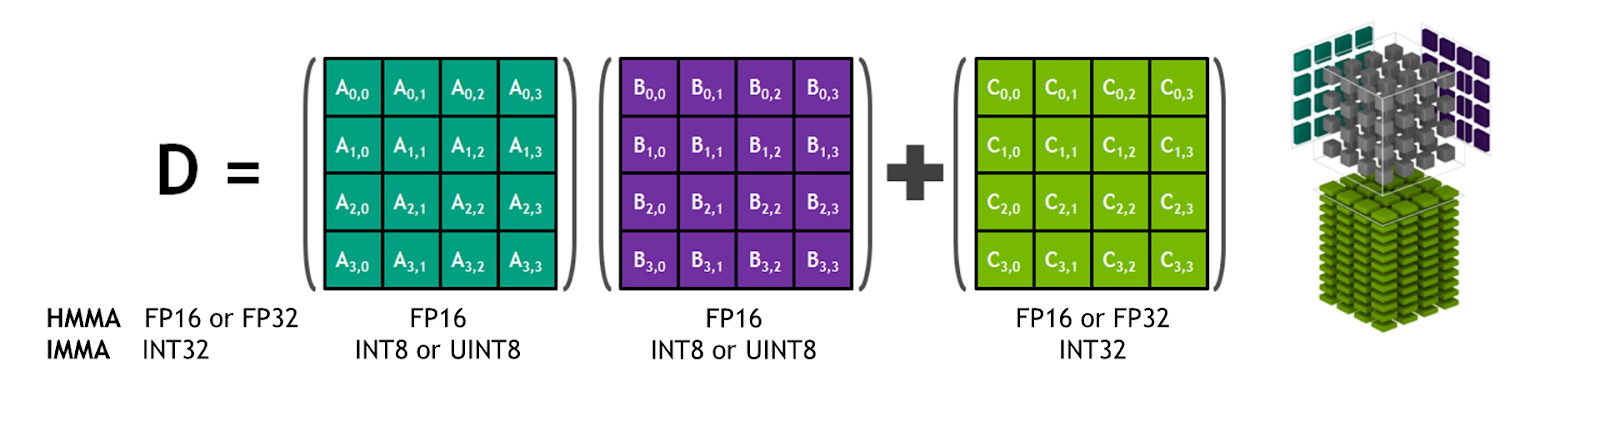 A0,0 A0,1 A0,2 A0,3 B0,0 B0,1 B0,2 B0,3 C0,0 C0,1 C0,2 C0,3
A1,0 A1,1 A1,2 A1,3 B1,0 B1,1 B1,2 B1,3 C1,0 C1,1 C1,2 C1,3
D =
+
A2,0 A2,1 A2,2 A2,3 B2,0 B2,1 B2,2 B2,3 C2,0 C2,1 C2,2 C2,3
A3,0 A3,1 A3,2 A3,3 B3,0 B3,1 B3,2 B3,3 C3,0 C3,1 C3,2 C3,3
HMMA FP16 or FP32 FP16 FP16 FP16 or FP32
IMMA INT32 INT8 or UINT8 INT8 or UINT8 INT32